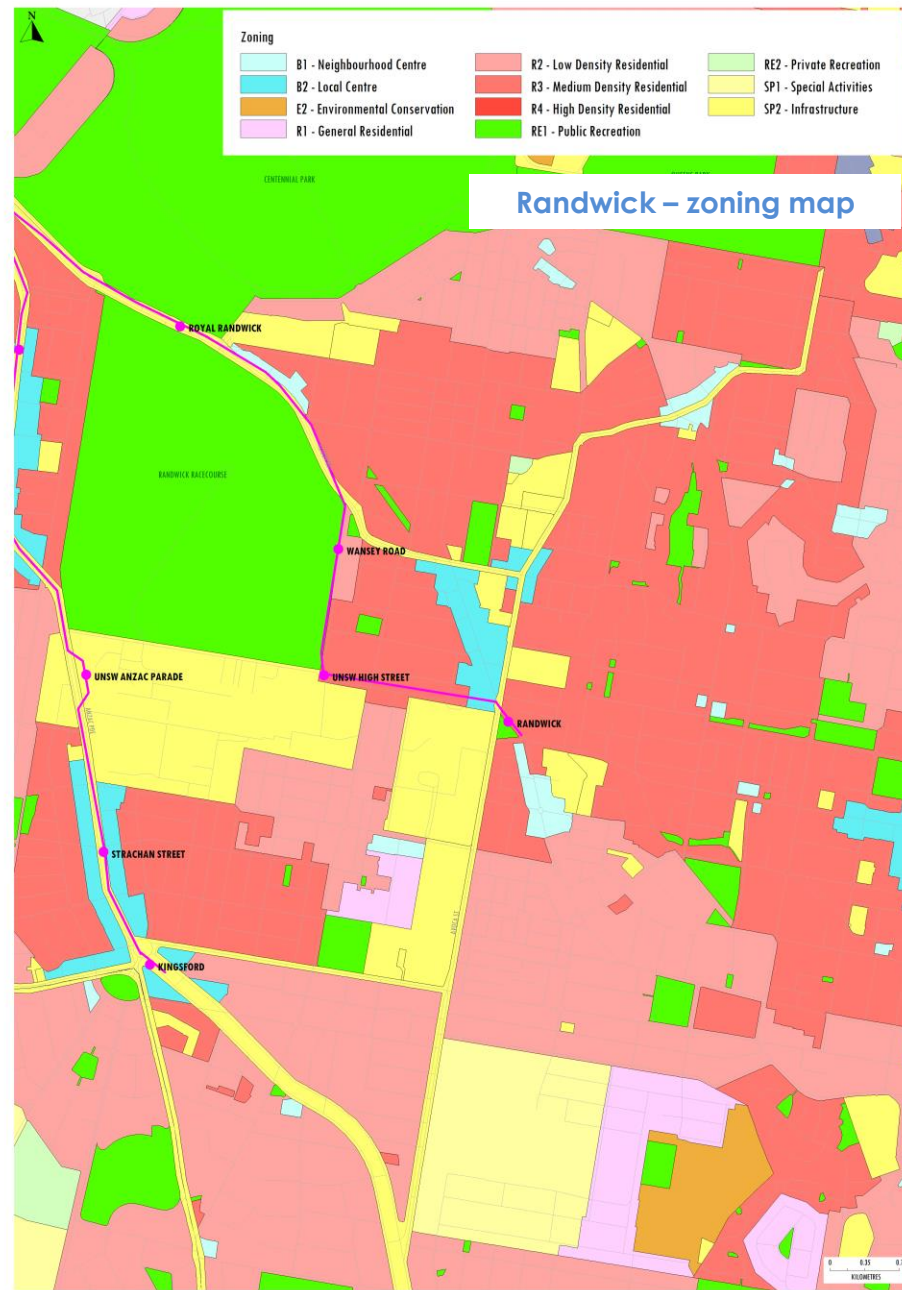 N
Zoning
B1 - Neighbourhood Centre
B2 - Local Centre
E2 - Environmental Conservation
R1 - General Residential
R2 - Low Density Residential
R3 - Medium Density Residential
R4 - High Density Residential
RE1 - Public Recreation
RE2 - Private Recreation
SP1 - Special Activities
SP2 - Infrastructure
CENTENNIAL PARK
Randwick – zoning map
ROYAL RANDWICK
RANDWICK RACECOURSE
WANSEY ROAD
UNSW ANZAC PARADE
UNSW HIGH STREET
RANDWICK
STRACHAN STREET
KINGSFORD
0 0.35
KILOMETRES